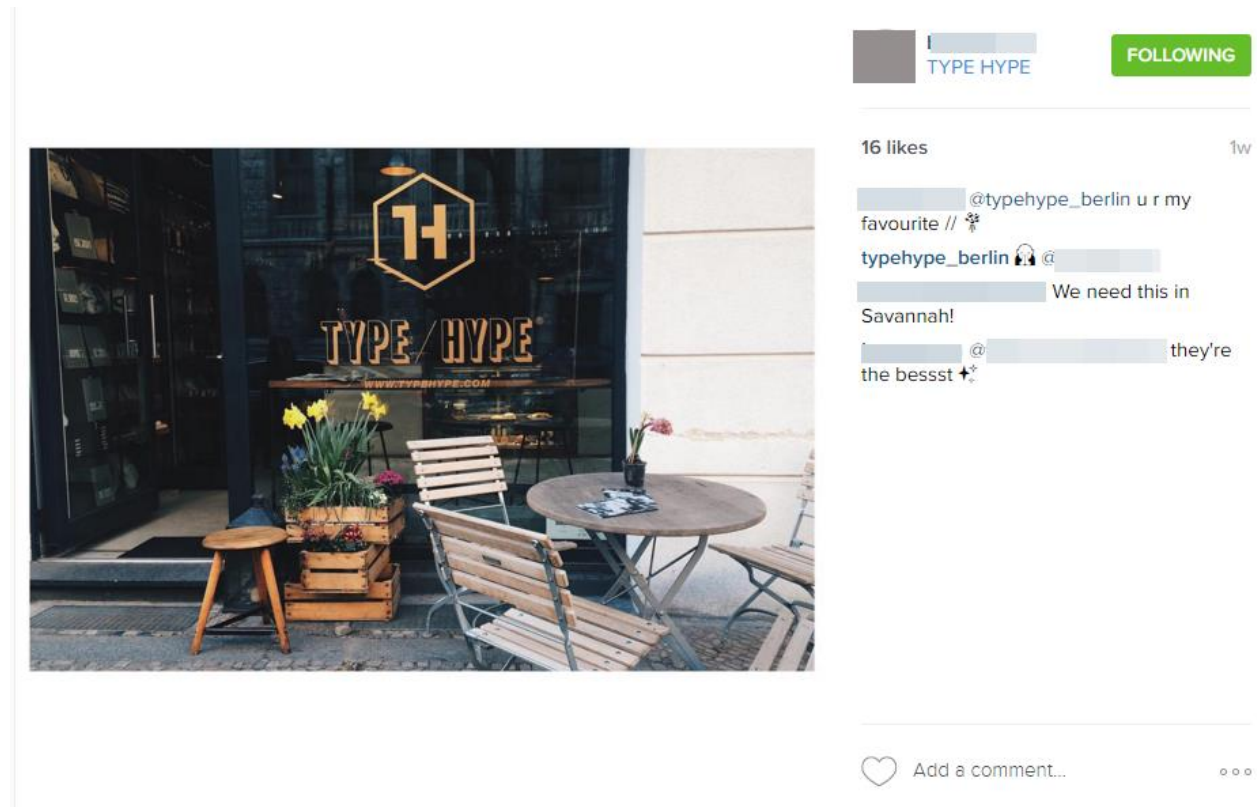 TYPE HYPE
FOLLOWING
16 likes
1w
@typehype_berlin u r my
favourite //
typehype_berlin @
We need this in
Savannah!
@ they're
the bessst
TH
TYPE/HYPE
WWW.TYPEHYPE.COM
Add a comment...